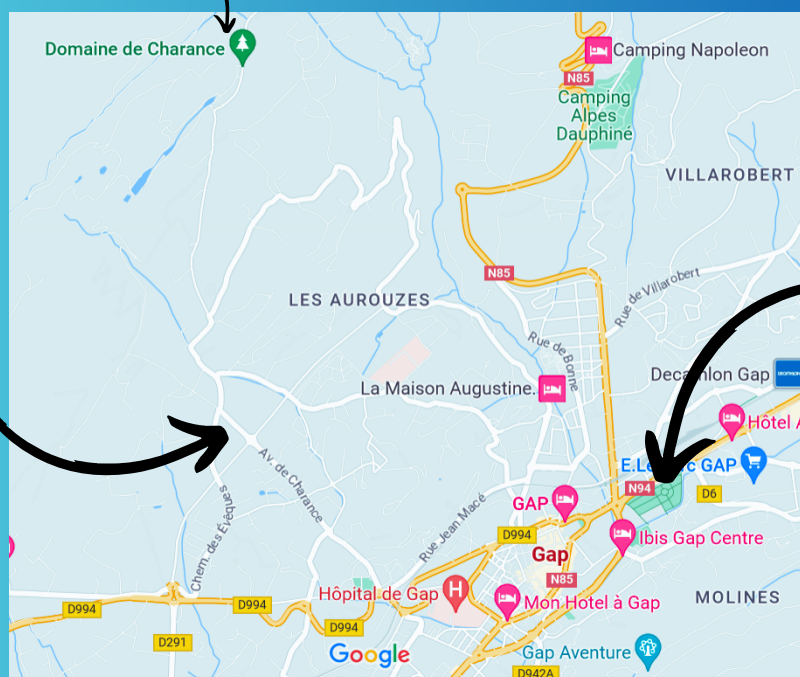 Domaine de Charance
Camping Napoleon
N85
Camping
Alpes
Dauphiné
VILLAROBERT
N85
LES AUROUZES
Rue de Villarobert
Rue de Bonne
La Maison Augustine.
Decathlon Gap
DECATHLON
Hôtel A
E.Leclerc GAP
N94
D6
Av. de Charance
Chem. des Évêques
Rue Jean Macé
GAP
D994
Ibis Gap Centre
Gap
N85
Hôpital de Gap
H
Mon Hotel à Gap
MOLINES
D994
D994
D994
D291
Google
Gap Aventure
D942A